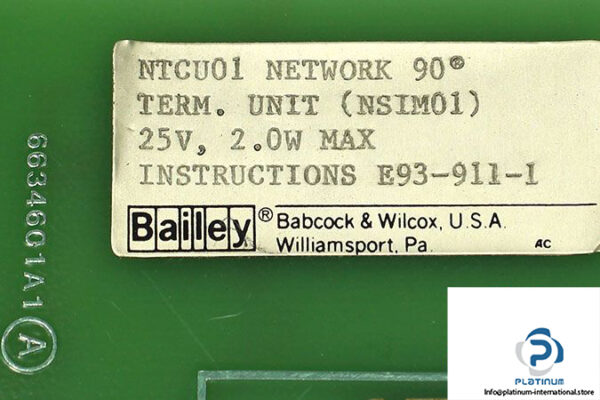 NTCU01 NETWORK 90®
TERM. UNIT (NSIM01)
25V, 2.0W MAX
INSTRUCTIONS E93-911-1
Bailey® Babcock & Wilcox, U.S.A.
Williamsport, Pa.
AC
6634601A1 A
PLATINUM
Info@platinum-international.store